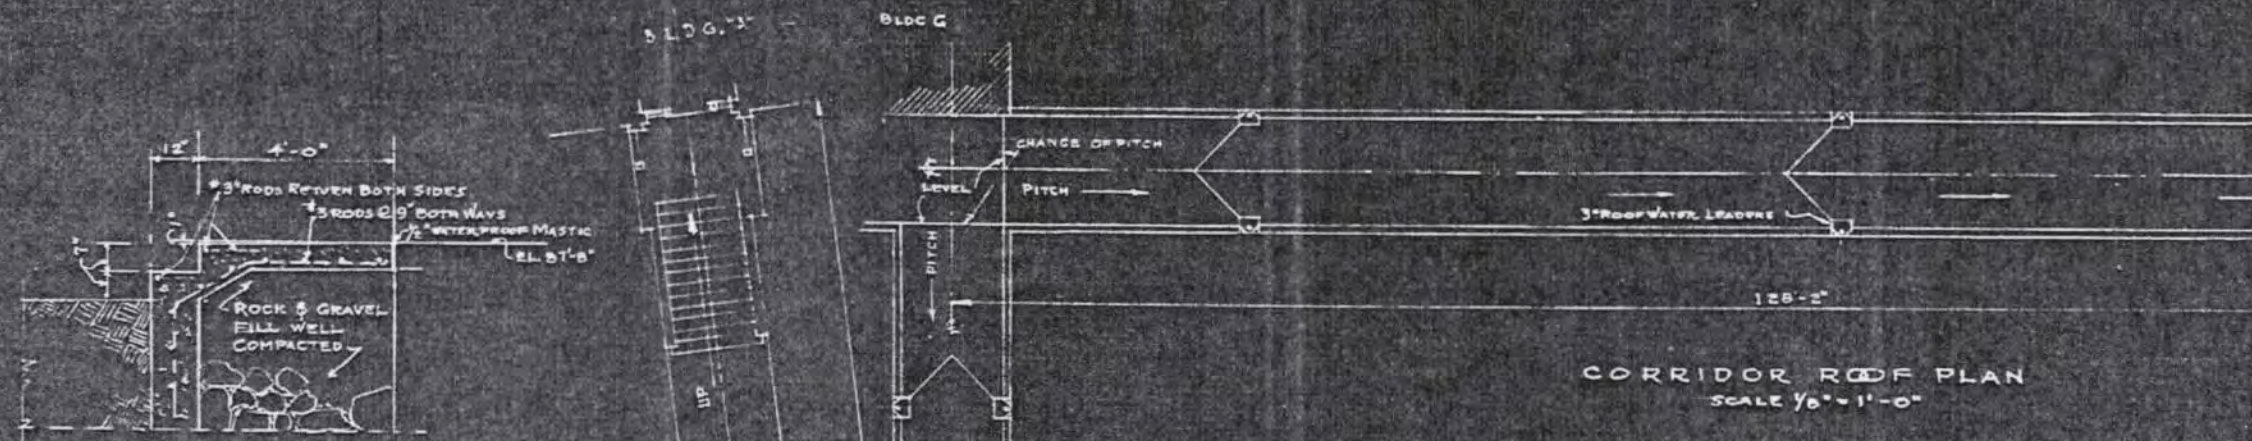 BLDG. "J"
BLDG G
12"
4'-0"
#3" RODS RETURN BOTH SIDES
#3 RODS @ 9" BOTH WAYS
1/2" WATERPROOF MASTIC
EL. 87'-8"
ROCK & GRAVEL
FILL WELL
COMPACTED
UP
CHANGE OF PITCH
LEVEL
PITCH
PITCH
3" ROOF WATER LEADERS
128'-2"
CORRIDOR ROOF PLAN
SCALE 1/8" = 1'-0"